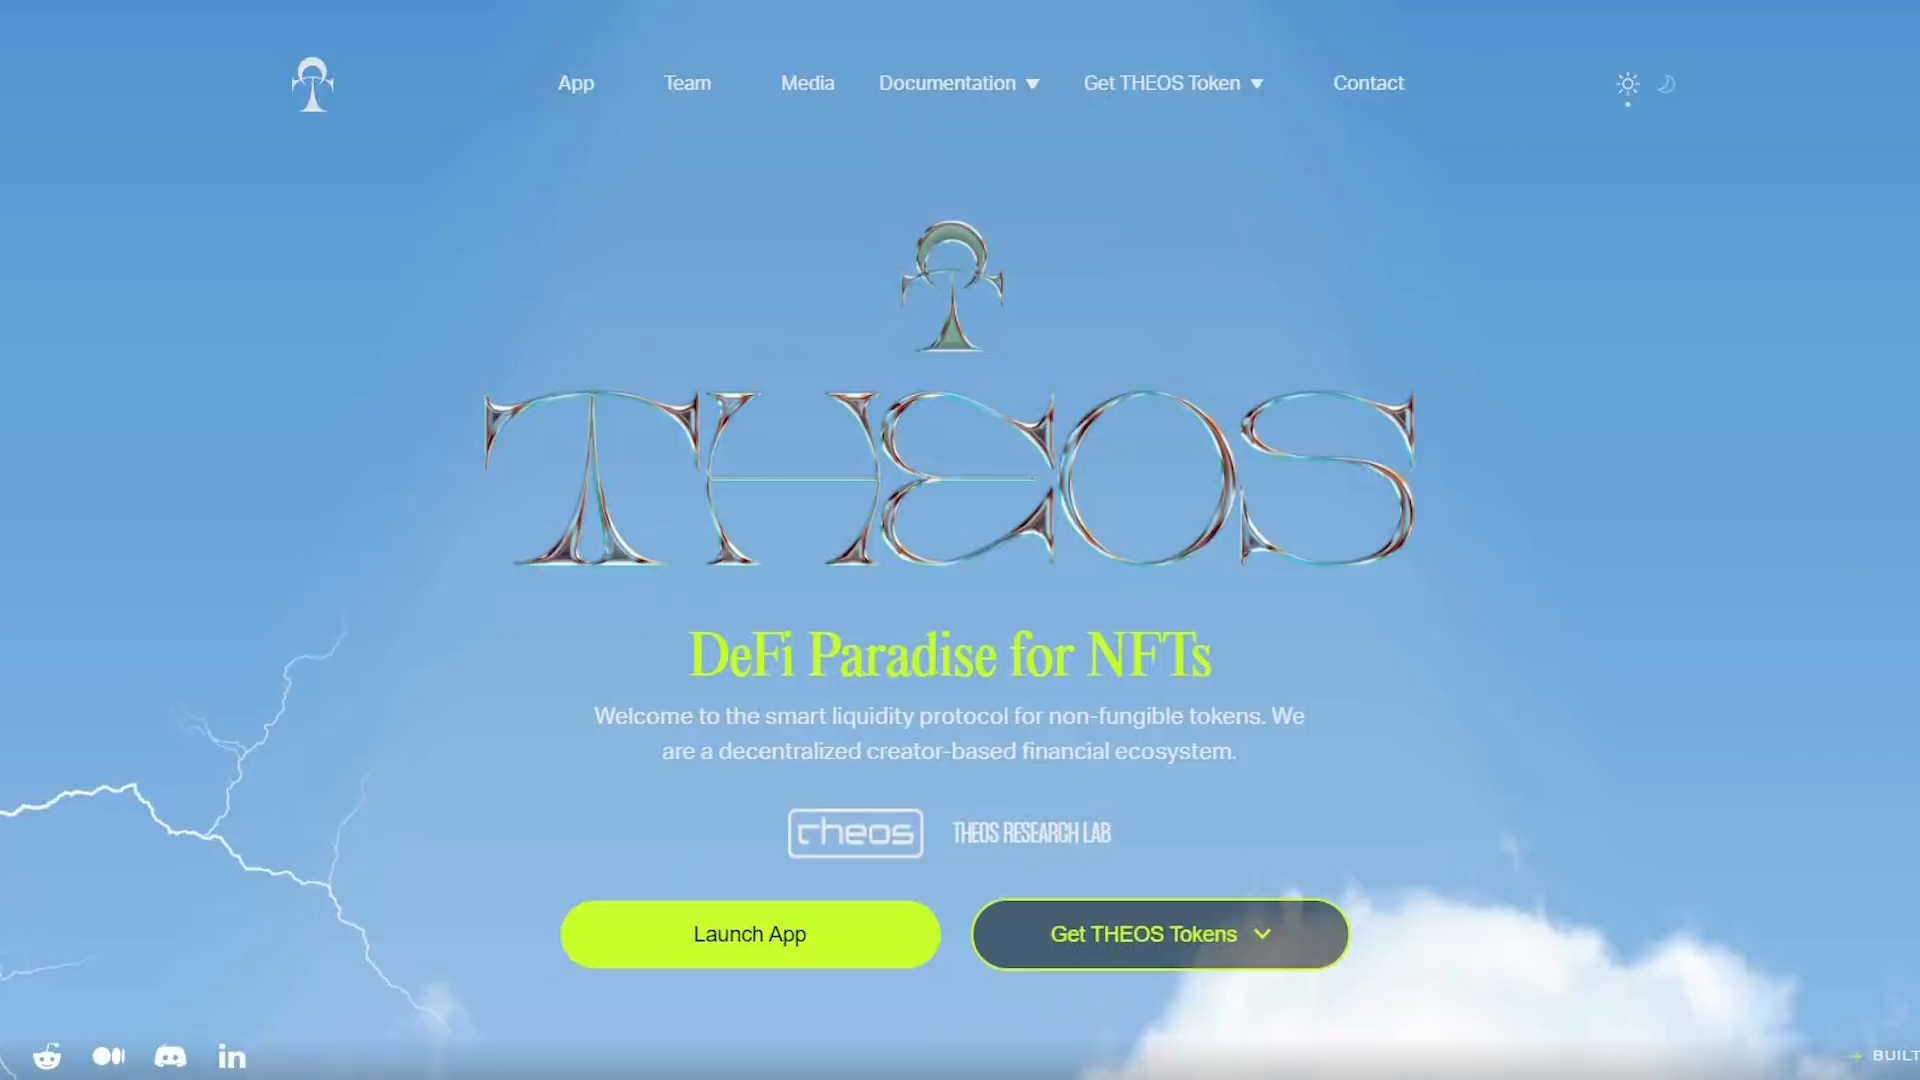 App
Team
Media
Documentation
Get THEOS Token
Contact
THEOS
DeFi Paradise for NFTs
Welcome to the smart liquidity protocol for non-fungible tokens. We
are a decentralized creator-based financial ecosystem.
theos
THEOS RESEARCH LAB
Launch App
Get THEOS Tokens
in
BUILT